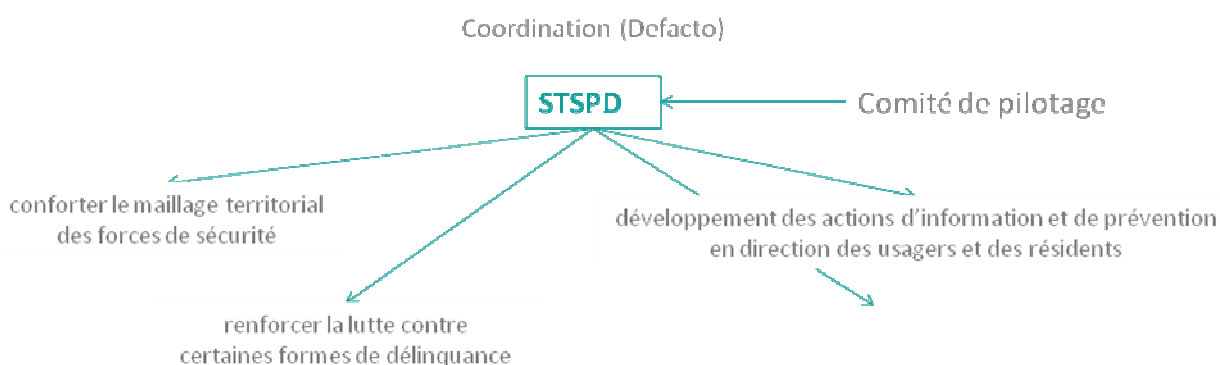 Coordination (Defacto)
STSPD
Comité de pilotage
conforter le maillage territorial
des forces de sécurité
développement des actions d'information et de prévention
en direction des usagers et des résidents
renforcer la lutte contre
certaines formes de délinquance